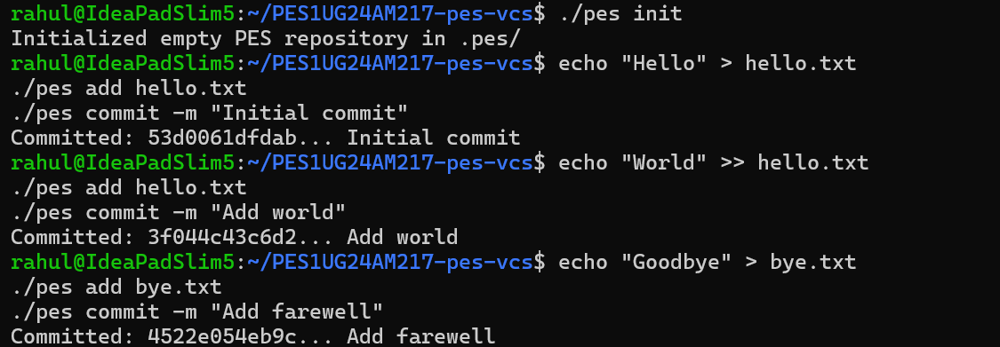 rahul@IdeaPadSlim5:~/PES1UG24AM217-pes-vcs$ ./pes init
Initialized empty PES repository in .pes/
rahul@IdeaPadSlim5:~/PES1UG24AM217-pes-vcs$ echo "Hello" > hello.txt
./pes add hello.txt
./pes commit -m "Initial commit"
Committed: 53d0061dfdab... Initial commit
rahul@IdeaPadSlim5:~/PES1UG24AM217-pes-vcs$ echo "World" >> hello.txt
./pes add hello.txt
./pes commit -m "Add world"
Committed: 3f044c43c6d2... Add world
rahul@IdeaPadSlim5:~/PES1UG24AM217-pes-vcs$ echo "Goodbye" > bye.txt
./pes add bye.txt
./pes commit -m "Add farewell"
Committed: 4522e054eb9c... Add farewell